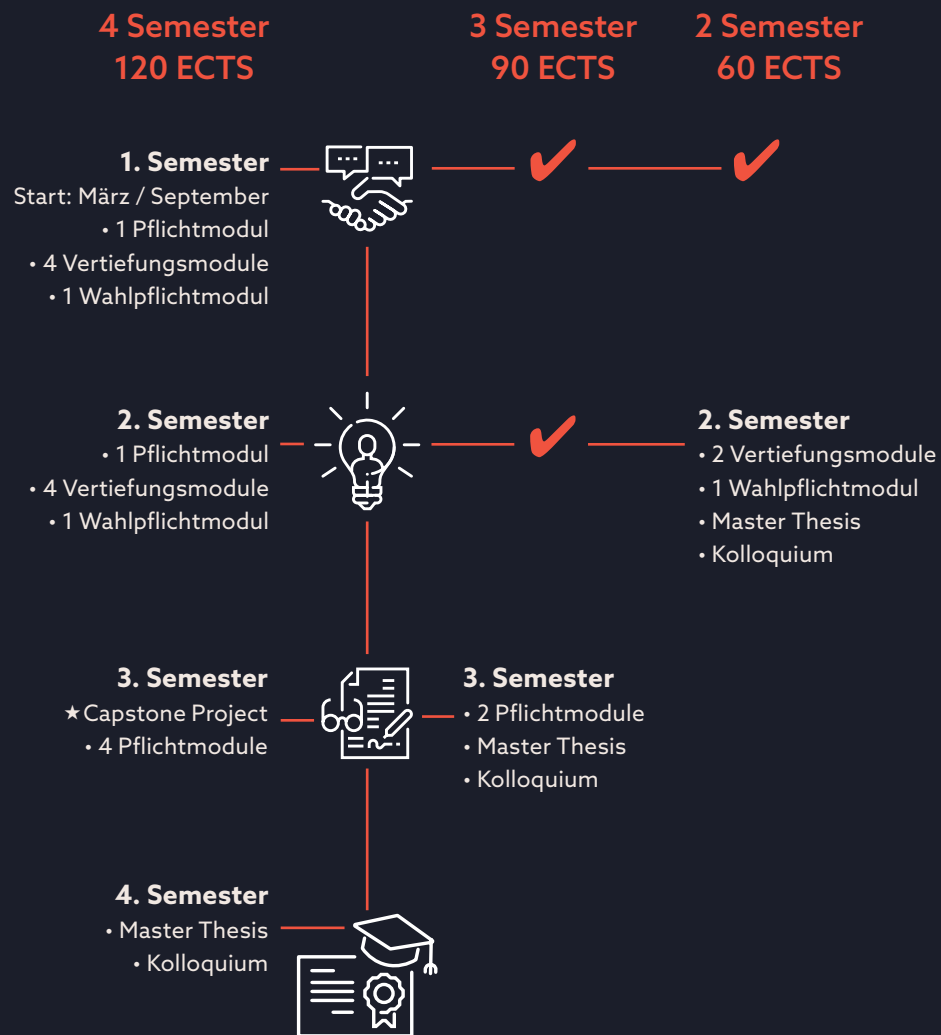 4 Semester
120 ECTS
3 Semester
90 ECTS
2 Semester
60 ECTS
1. Semester
Start: März / September
• 1 Pflichtmodul
• 4 Vertiefungsmodule
• 1 Wahlpflichtmodul
2. Semester
• 1 Pflichtmodul
• 4 Vertiefungsmodule
• 1 Wahlpflichtmodul
2. Semester
• 2 Vertiefungsmodule
• 1 Wahlpflichtmodul
• Master Thesis
• Kolloquium
3. Semester
★Capstone Project
• 4 Pflichtmodule
3. Semester
• 2 Pflichtmodule
• Master Thesis
• Kolloquium
4. Semester
• Master Thesis
• Kolloquium